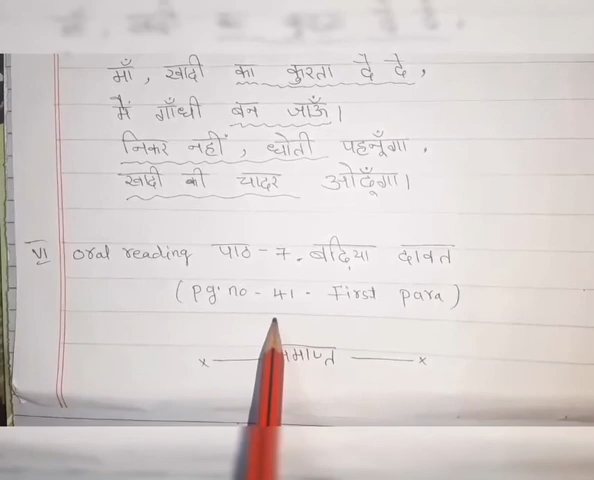 माँ, खादी का कुरता दे दे,
मैं गाँधी बन जाऊँ।
निकर नहीं, धोती पहनूँगा,
खादी की चादर ओढूँगा।
VI oral reading पाठ - 7. बढ़िया दावत
(pg. no - 41 - First para)
x ——— समाप्त ——— x